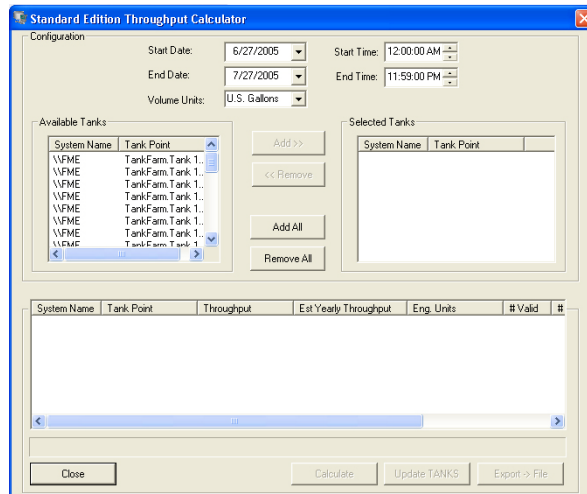 Standard Edition Throughput Calculator
Configuration
Start Date: 6/27/2005 Start Time: 12:00:00 AM
End Date: 7/27/2005 End Time: 11:59:00 PM
Volume Units: U.S. Gallons
Available Tanks
System Name Tank Point
\\FME TankFarm.Tank 1..
\\FME TankFarm.Tank 1..
\\FME TankFarm.Tank 1..
\\FME TankFarm.Tank 1..
\\FME TankFarm.Tank 1..
\\FME TankFarm.Tank 1..
\\FME TankFarm.Tank 1
Add >>
<< Remove
Add All
Remove All
Selected Tanks
System Name Tank Point
System Name Tank Point Throughput Est Yearly Throughput Eng. Units # Valid #
Close Calculate Update TANKS Export -> File